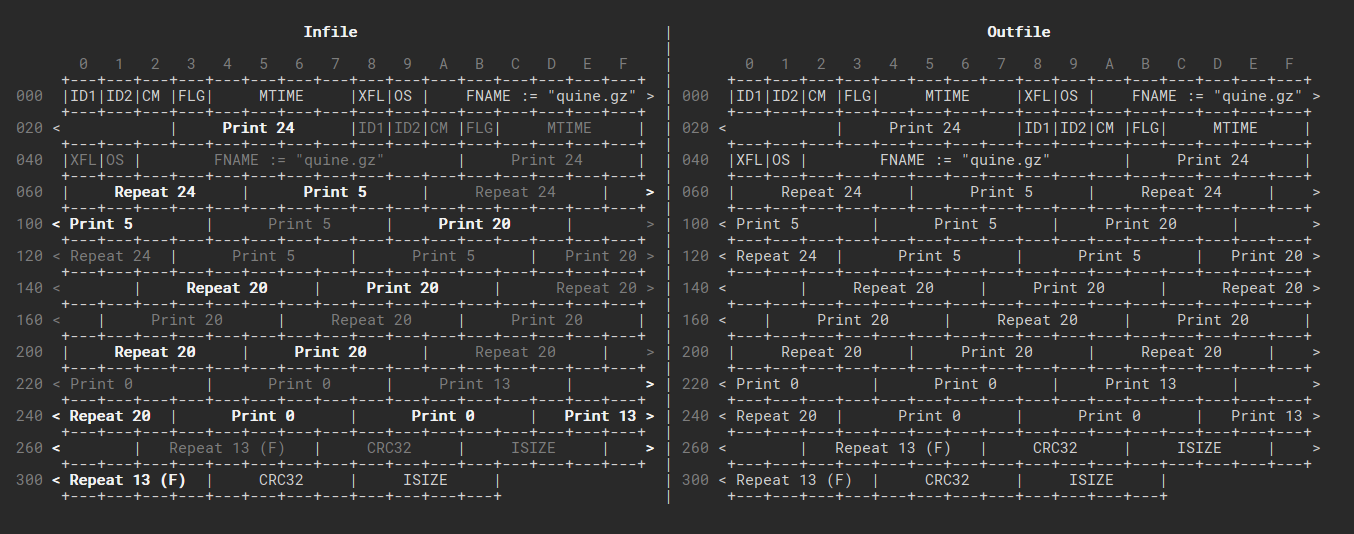 Infile | Outfile
|
0 1 2 3 4 5 6 7 8 9 A B C D E F | 0 1 2 3 4 5 6 7 8 9 A B C D E F
+---+---+---+---+---+---+---+---+---+---+---+---+---+---+---+---+ | +---+---+---+---+---+---+---+---+---+---+---+---+---+---+---+---+
000 |ID1|ID2|CM |FLG| MTIME |XFL|OS | FNAME := "quine.gz" > | 000 |ID1|ID2|CM |FLG| MTIME |XFL|OS | FNAME := "quine.gz" >
+---+---+---+---+---+---+---+---+---+---+---+---+---+---+---+---+ | +---+---+---+---+---+---+---+---+---+---+---+---+---+---+---+---+
020 < | Print 24 |ID1|ID2|CM |FLG| MTIME | | 020 < | Print 24 |ID1|ID2|CM |FLG| MTIME |
+---+---+---+---+---+---+---+---+---+---+---+---+---+---+---+---+ | +---+---+---+---+---+---+---+---+---+---+---+---+---+---+---+---+
040 |XFL|OS | FNAME := "quine.gz" | Print 24 | | 040 |XFL|OS | FNAME := "quine.gz" | Print 24 |
+---+---+---+---+---+---+---+---+---+---+---+---+---+---+---+---+ | +---+---+---+---+---+---+---+---+---+---+---+---+---+---+---+---+
060 | Repeat 24 | Print 5 | Repeat 24 | > | 060 | Repeat 24 | Print 5 | Repeat 24 | >
+---+---+---+---+---+---+---+---+---+---+---+---+---+---+---+---+ | +---+---+---+---+---+---+---+---+---+---+---+---+---+---+---+---+
100 < Print 5 | Print 5 | Print 20 | > | 100 < Print 5 | Print 5 | Print 20 | >
+---+---+---+---+---+---+---+---+---+---+---+---+---+---+---+---+ | +---+---+---+---+---+---+---+---+---+---+---+---+---+---+---+---+
120 < Repeat 24 | Print 5 | Print 5 | Print 20 > | 120 < Repeat 24 | Print 5 | Print 5 | Print 20 >
+---+---+---+---+---+---+---+---+---+---+---+---+---+---+---+---+ | +---+---+---+---+---+---+---+---+---+---+---+---+---+---+---+---+
140 < | Repeat 20 | Print 20 | Repeat 20 > | 140 < | Repeat 20 | Print 20 | Repeat 20 >
+---+---+---+---+---+---+---+---+---+---+---+---+---+---+---+---+ | +---+---+---+---+---+---+---+---+---+---+---+---+---+---+---+---+
160 < | Print 20 | Repeat 20 | Print 20 | | 160 < | Print 20 | Repeat 20 | Print 20 |
+---+---+---+---+---+---+---+---+---+---+---+---+---+---+---+---+ | +---+---+---+---+---+---+---+---+---+---+---+---+---+---+---+---+
200 | Repeat 20 | Print 20 | Repeat 20 | > | 200 | Repeat 20 | Print 20 | Repeat 20 | >
+---+---+---+---+---+---+---+---+---+---+---+---+---+---+---+---+ | +---+---+---+---+---+---+---+---+---+---+---+---+---+---+---+---+
220 < Print 0 | Print 0 | Print 13 | > | 220 < Print 0 | Print 0 | Print 13 | >
+---+---+---+---+---+---+---+---+---+---+---+---+---+---+---+---+ | +---+---+---+---+---+---+---+---+---+---+---+---+---+---+---+---+
240 < Repeat 20 | Print 0 | Print 0 | Print 13 > | 240 < Repeat 20 | Print 0 | Print 0 | Print 13 >
+---+---+---+---+---+---+---+---+---+---+---+---+---+---+---+---+ | +---+---+---+---+---+---+---+---+---+---+---+---+---+---+---+---+
260 < | Repeat 13 (F) | CRC32 | ISIZE | > | 260 < | Repeat 13 (F) | CRC32 | ISIZE | >
+---+---+---+---+---+---+---+---+---+---+---+---+---+---+---+---+ | +---+---+---+---+---+---+---+---+---+---+---+---+---+---+---+---+
300 < Repeat 13 (F) | CRC32 | ISIZE | | 300 < Repeat 13 (F) | CRC32 | ISIZE |
+---+---+---+---+---+---+---+---+---+---+---+---+ | +---+---+---+---+---+---+---+---+---+---+---+---+